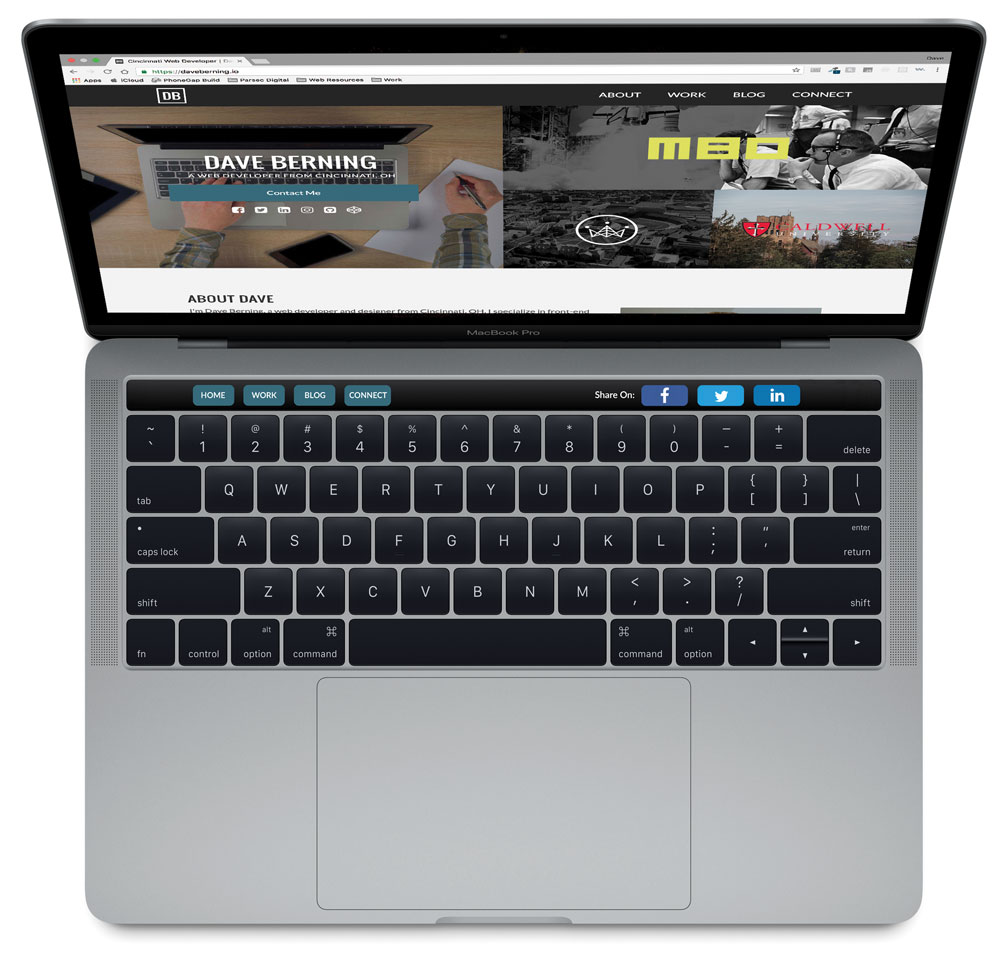 Cincinnati Web Developer | D
Dave
https://daveberning.io
Apps iCloud PhoneGap Build Parsec Digital Web Resources Work
DB
ABOUT WORK BLOG CONNECT
DAVE BERNING
A WEB DEVELOPER FROM CINCINNATI, OH
Contact Me
M80
CALDWELL
UNIVERSITY
ABOUT DAVE
I'm Dave Berning, a web developer and designer from Cincinnati, OH. I specialize in front-end
MacBook Pro
HOME WORK BLOG CONNECT Share On: f in
~ ! @ # $ % ^ & * ( ) — +
` 1 2 3 4 5 6 7 8 9 0 - = delete
tab Q W E R T Y U I O P { [ } ] | \
caps lock A S D F G H J K L : ; " ' enter return
shift Z X C V B N M < , > . ? / shift
fn control alt option ⌘ command ⌘ command alt option ◂ ▴ ▾ ▸